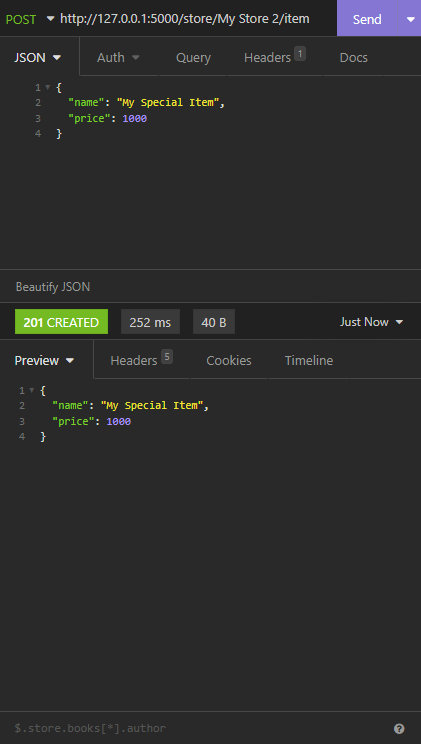 POST http://127.0.0.1:5000/store/My Store 2/item Send
JSON Auth Query Headers 1 Docs
1 {
2 "name": "My Special Item",
3 "price": 1000
4 }
Beautify JSON
201 CREATED 252 ms 40 B Just Now
Preview Headers 5 Cookies Timeline
1 {
2 "name": "My Special Item",
3 "price": 1000
4 }
$.store.books[*].author ?